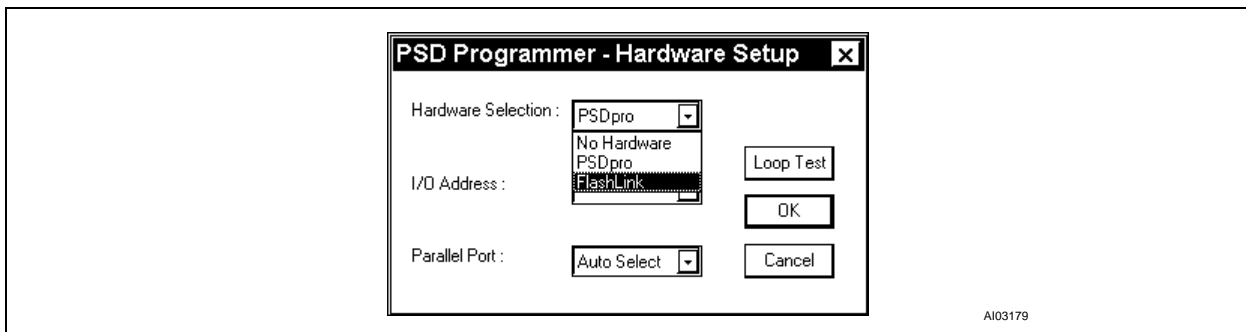 PSD Programmer - Hardware Setup
Hardware Selection :
PSDpro
No Hardware
PSDpro
FlashLink
Loop Test
I/O Address :
OK
Parallel Port :
Auto Select
Cancel
AI03179